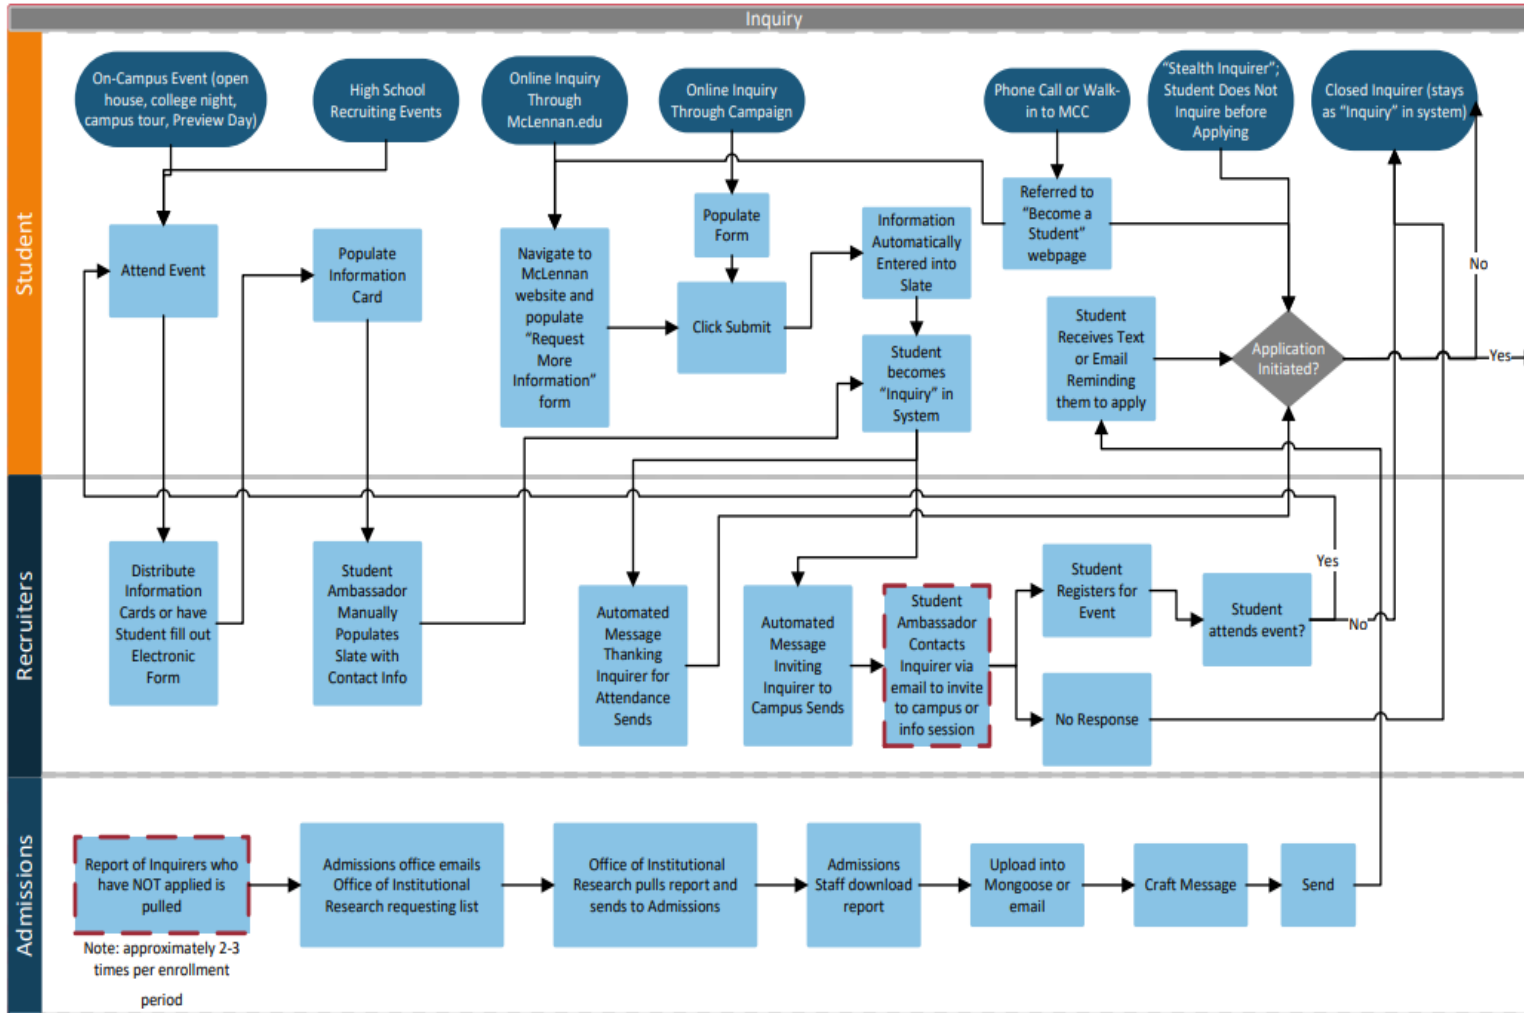 Inquiry
Student
On-Campus Event (open
house, college night,
campus tour, Preview Day)
High School
Recruiting Events
Online Inquiry
Through
McLennan.edu
Online Inquiry
Through Campaign
Phone Call or Walk-
in to MCC
“Stealth Inquirer”;
Student Does Not
Inquire before
Applying
Closed Inquirer (stays
as “Inquiry” in system)
Attend Event
Populate
Information
Card
Navigate to
McLennan
website and
populate
“Request
More
Information”
form
Populate
Form
Click Submit
Information
Automatically
Entered into
Slate
Student
becomes
“Inquiry” in
System
Referred to
“Become a
Student”
webpage
Student
Receives Text
or Email
Reminding
them to apply
Application
Initiated?
No
Yes
Recruiters
Distribute
Information
Cards or have
Student fill out
Electronic
Form
Student
Ambassador
Manually
Populates
Slate with
Contact Info
Automated
Message
Thanking
Inquirer for
Attendance
Sends
Automated
Message
Inviting
Inquirer to
Campus Sends
Student
Ambassador
Contacts
Inquirer via
email to invite
to campus or
info session
Student
Registers for
Event
No Response
Student
attends event?
Yes
No
Admissions
Report of Inquirers who
have NOT applied is
pulled
Note: approximately 2-3
times per enrollment
period
Admissions office emails
Office of Institutional
Research requesting list
Office of Institutional
Research pulls report and
sends to Admissions
Admissions
Staff download
report
Upload into
Mongoose or
email
Craft Message
Send